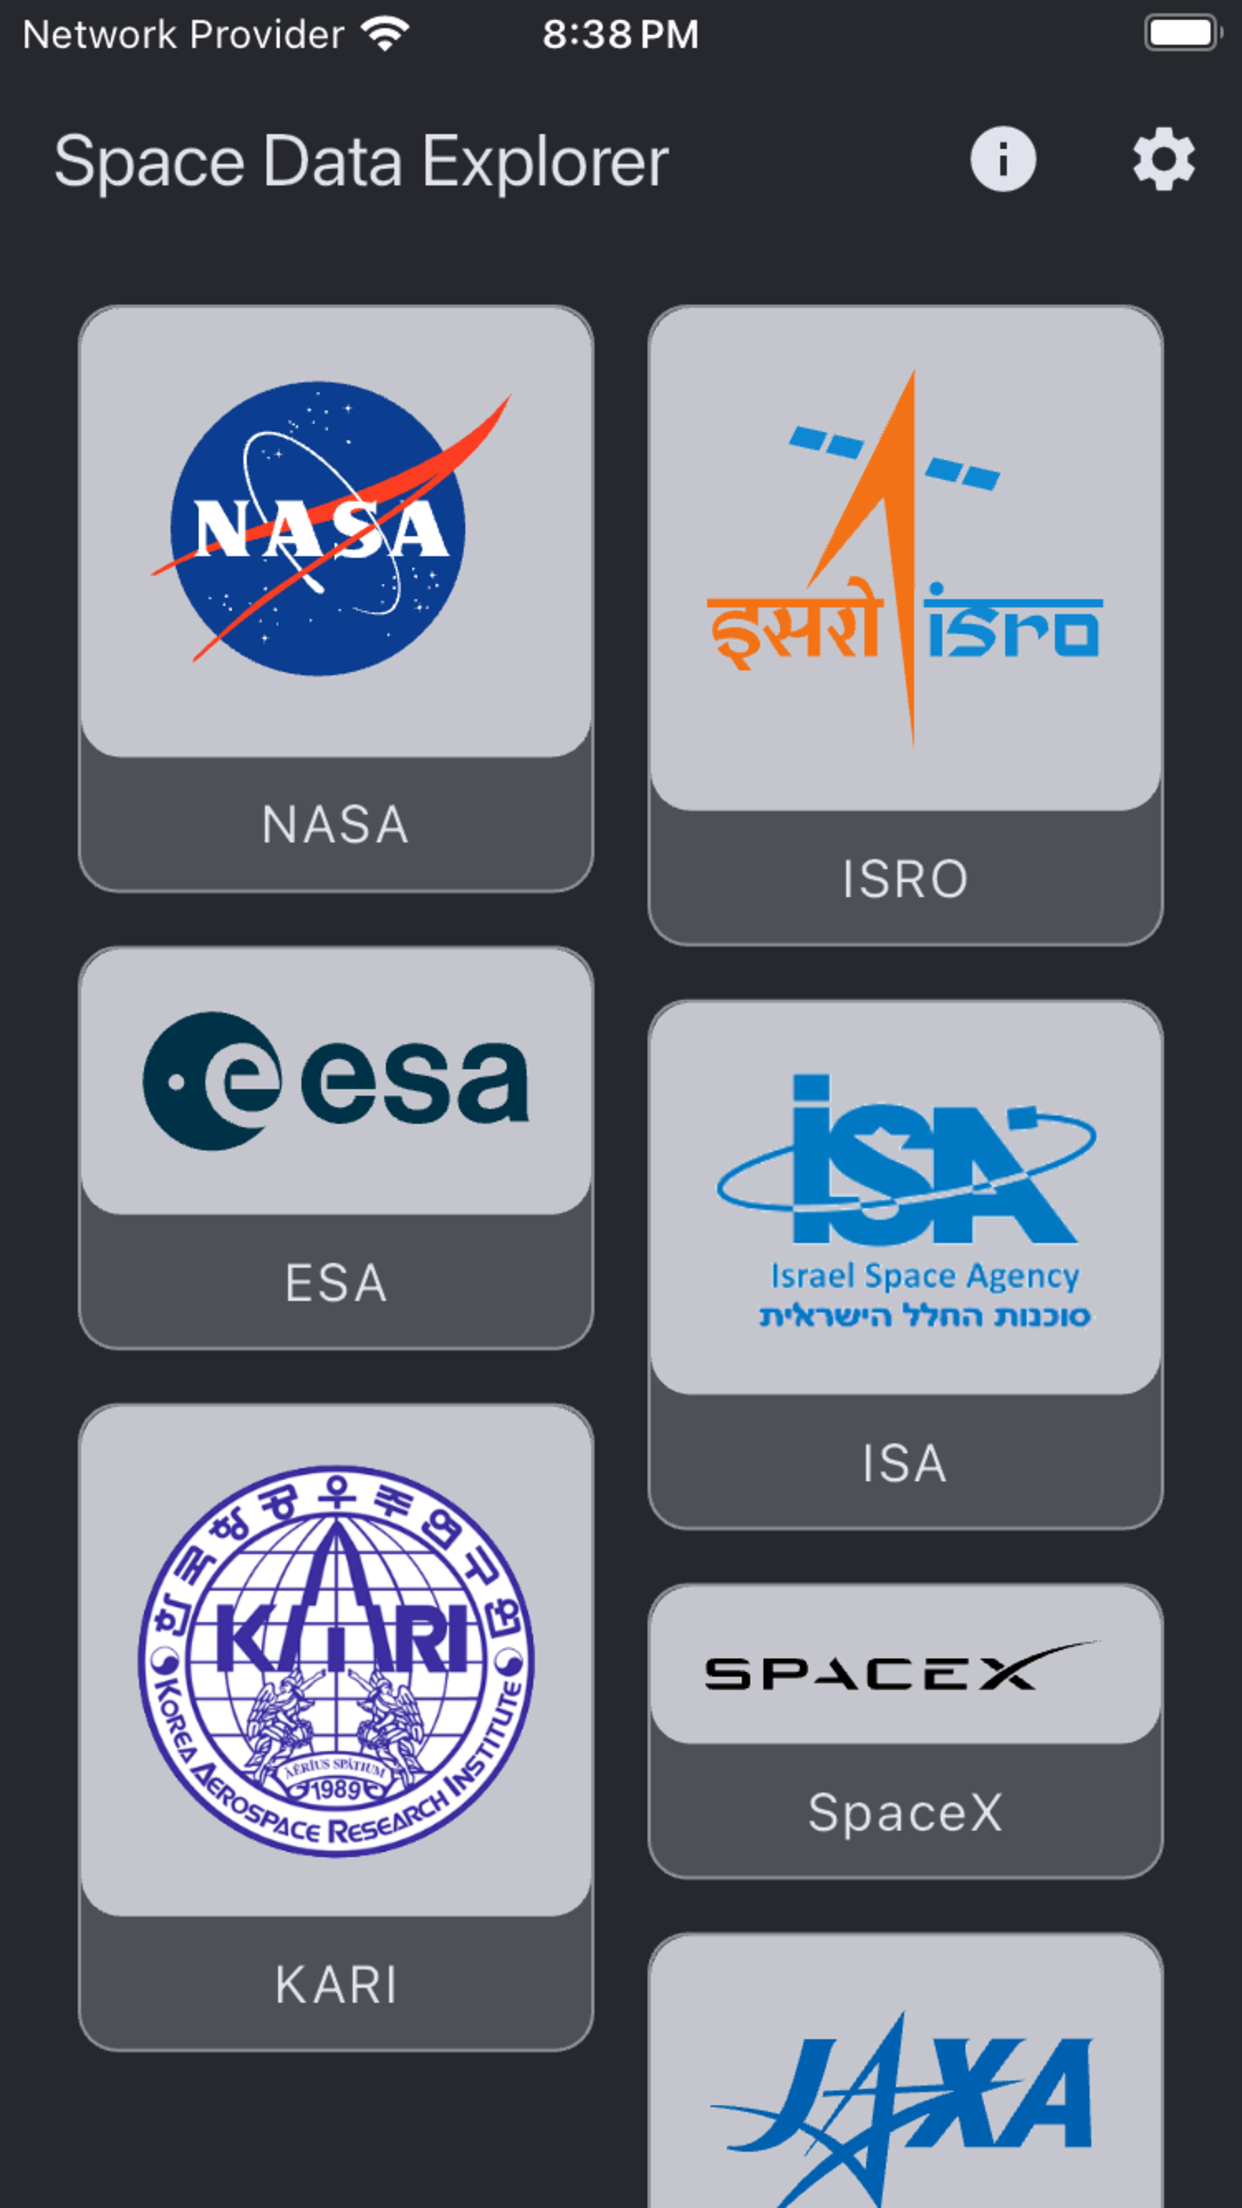 Network Provider 8:38 PM
Space Data Explorer
NASA
NASA
इसरो isro
ISRO
e esa
ESA
ISA
Israel Space Agency
סוכנות החלל הישראלית
ISA
한국항공우주연구원
KARI
AĒRIUS SPĀTIUM
1989
KOREA AEROSPACE RESEARCH INSTITUTE
KARI
SPACEX
SpaceX
JAXA